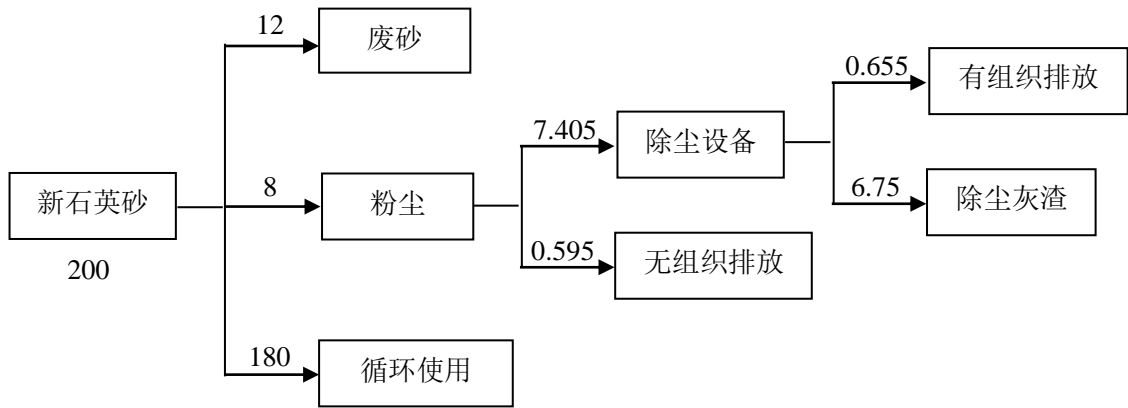 12
废砂
0.655
有组织排放
7.405
除尘设备
新石英砂
8
粉尘
6.75
除尘灰渣
200
0.595
无组织排放
180
循环使用